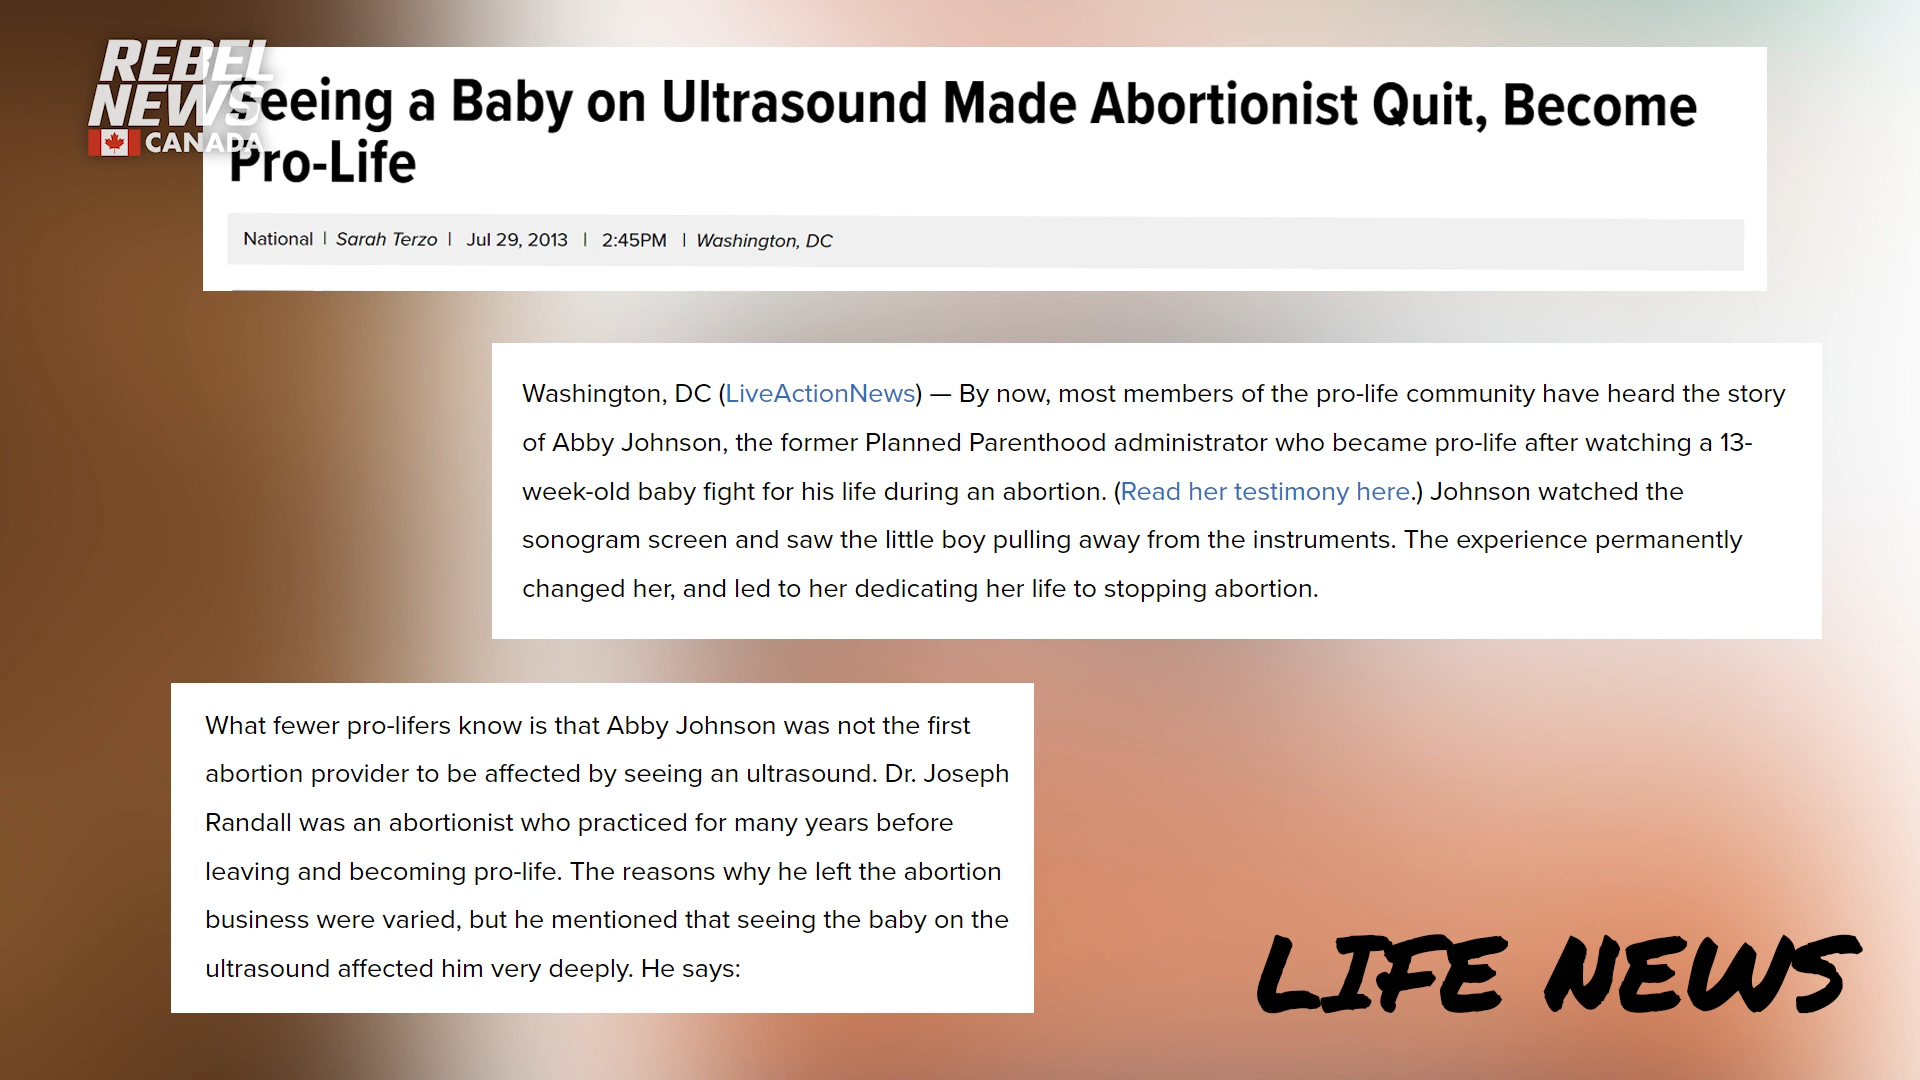 REBEL
NEWS
CANADA
Seeing a Baby on Ultrasound Made Abortionist Quit, Become
Pro-Life
National | Sarah Terzo | Jul 29, 2013 | 2:45PM | Washington, DC
Washington, DC (LiveActionNews) — By now, most members of the pro-life community have heard the story
of Abby Johnson, the former Planned Parenthood administrator who became pro-life after watching a 13-
week-old baby fight for his life during an abortion. (Read her testimony here.) Johnson watched the
sonogram screen and saw the little boy pulling away from the instruments. The experience permanently
changed her, and led to her dedicating her life to stopping abortion.
What fewer pro-lifers know is that Abby Johnson was not the first
abortion provider to be affected by seeing an ultrasound. Dr. Joseph
Randall was an abortionist who practiced for many years before
leaving and becoming pro-life. The reasons why he left the abortion
business were varied, but he mentioned that seeing the baby on the
ultrasound affected him very deeply. He says:
LIFE NEWS